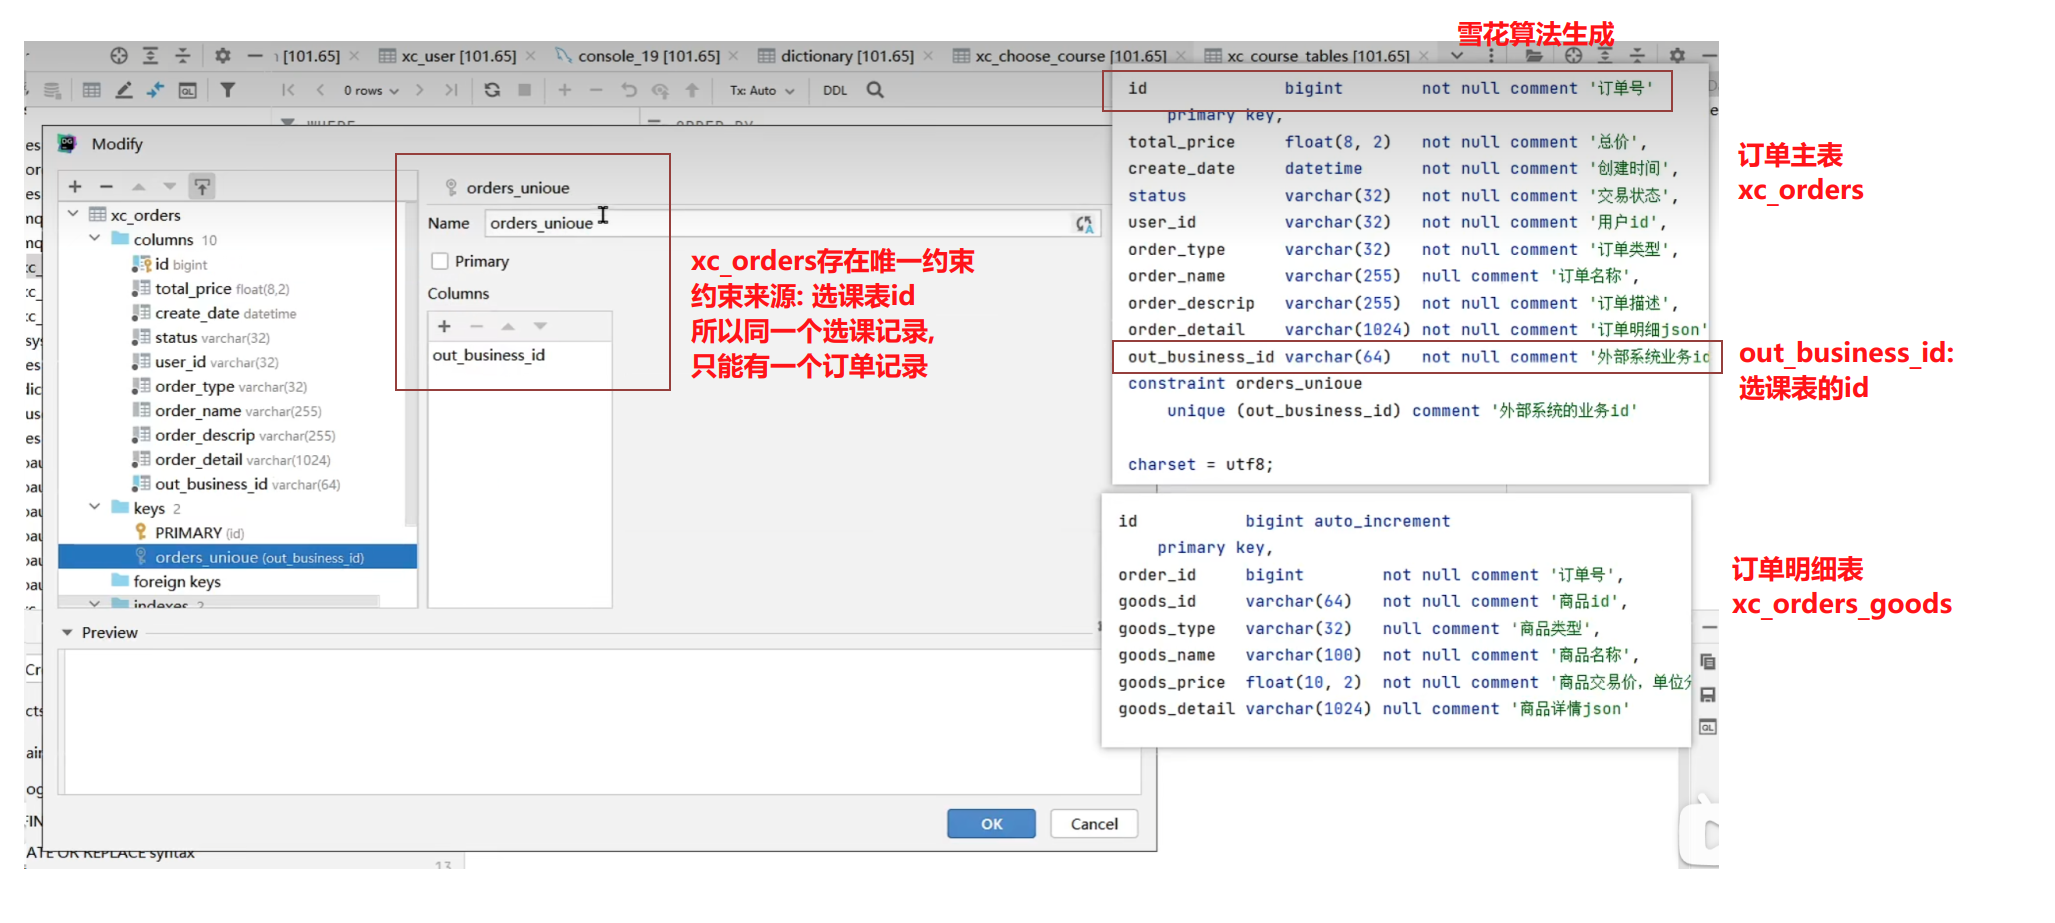 雪花算法生成
[101.65]
xc_user [101.65]
console_19 [101.65]
dictionary [101.65]
xc_choose_course [101.65]
xc_course_tables [101.65]
0 rows
Tx: Auto
DDL
WHERE
ORDER BY
Modify
xc_orders
columns 10
id bigint
total_price float(8,2)
create_date datetime
status varchar(32)
user_id varchar(32)
order_type varchar(32)
order_name varchar(255)
order_descrip varchar(255)
order_detail varchar(1024)
out_business_id varchar(64)
keys 2
PRIMARY (id)
orders_unioue (out_business_id)
foreign keys
indexes 2
orders_unioue
Name orders_unioue
Primary
Columns
out_business_id
xc_orders存在唯一约束
约束来源: 选课表id
所以同一个选课记录,
只能有一个订单记录
Preview
OK
Cancel
ATE OR REPLACE syntax
13
id bigint not null comment '订单号'
primary key,
total_price float(8, 2) not null comment '总价',
create_date datetime not null comment '创建时间',
status varchar(32) not null comment '交易状态',
user_id varchar(32) not null comment '用户id',
order_type varchar(32) not null comment '订单类型',
order_name varchar(255) null comment '订单名称',
order_descrip varchar(255) not null comment '订单描述',
order_detail varchar(1024) not null comment '订单明细json'
out_business_id varchar(64) not null comment '外部系统业务id
constraint orders_unioue
unique (out_business_id) comment '外部系统的业务id'
charset = utf8;
订单主表
xc_orders
out_business_id:
选课表的id
id bigint auto_increment
primary key,
order_id bigint not null comment '订单号',
goods_id varchar(64) not null comment '商品id',
goods_type varchar(32) null comment '商品类型',
goods_name varchar(100) not null comment '商品名称',
goods_price float(10, 2) not null comment '商品交易价，单位分
goods_detail varchar(1024) null comment '商品详情json'
订单明细表
xc_orders_goods